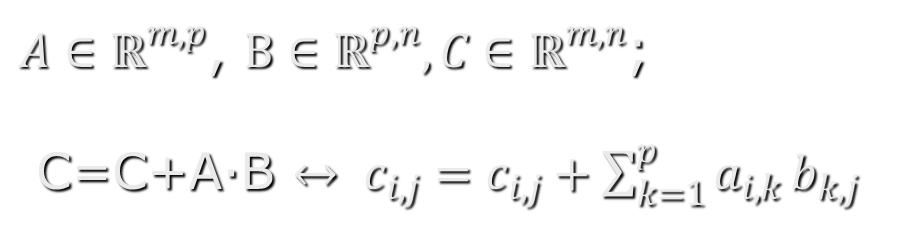 A ∈ ℝ^{m,p}, B ∈ ℝ^{p,n}, C ∈ ℝ^{m,n};
C=C+A·B ↔ c_{i,j} = c_{i,j} + ∑_{k=1}^{p} a_{i,k} b_{k,j}